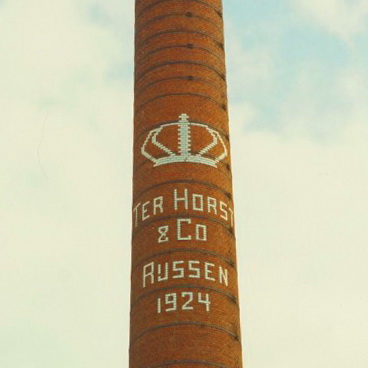 TER HORST
& Co
RIJSSEN
1924